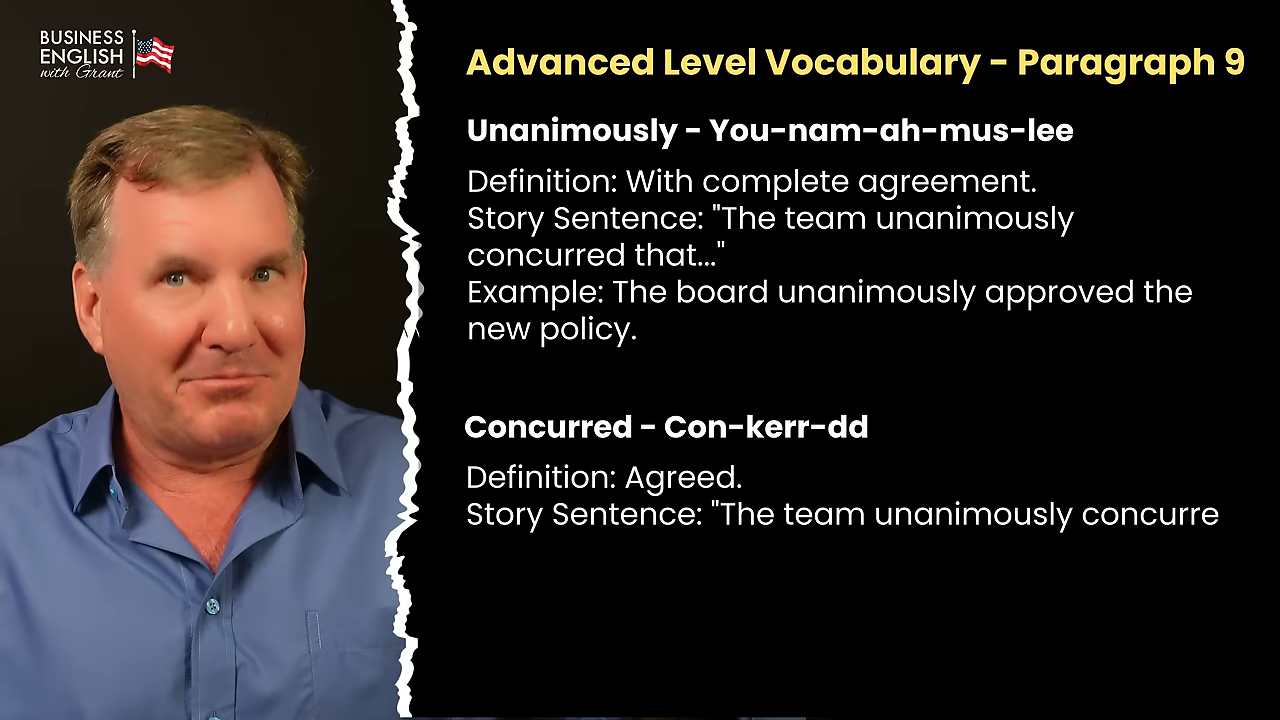 BUSINESS
ENGLISH
with Grant
Advanced Level Vocabulary - Paragraph 9
Unanimously - You-nam-ah-mus-lee
Definition: With complete agreement.
Story Sentence: "The team unanimously
concurred that..."
Example: The board unanimously approved the
new policy.
Concurred - Con-kerr-dd
Definition: Agreed.
Story Sentence: "The team unanimously concurre